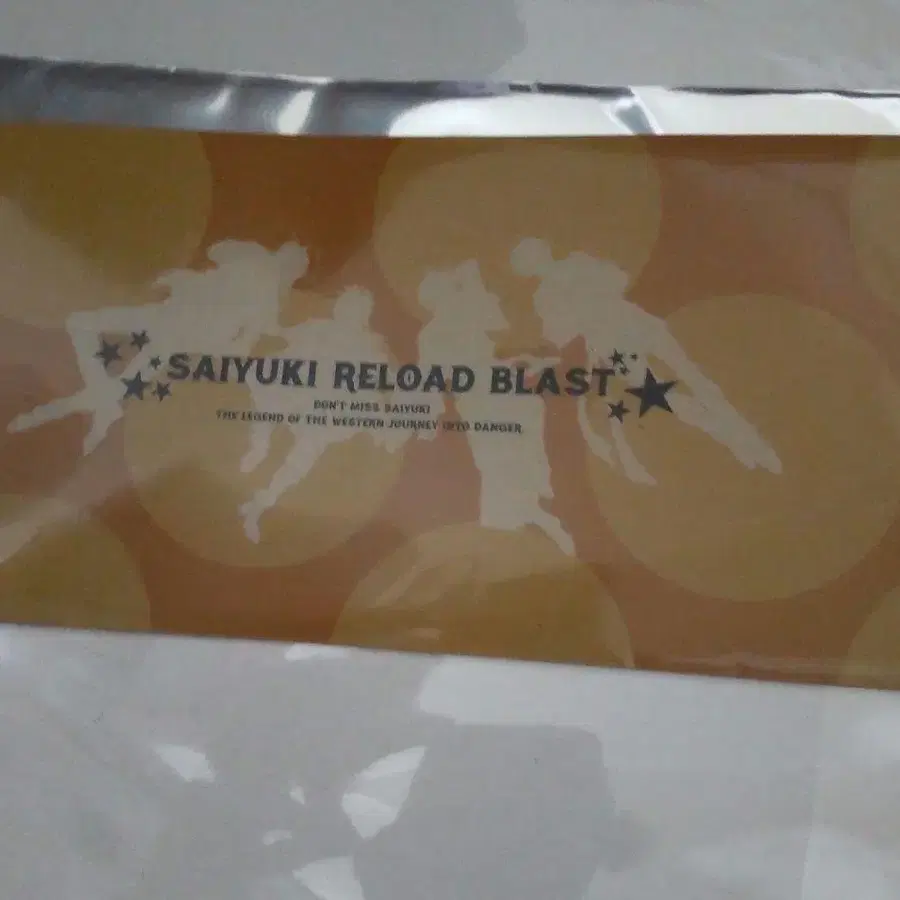 SAIYUKI RELOAD BLAST
DON'T MISS SAIYUKI
THE LEGEND OF THE WESTERN JOURNEY INTO DANGER